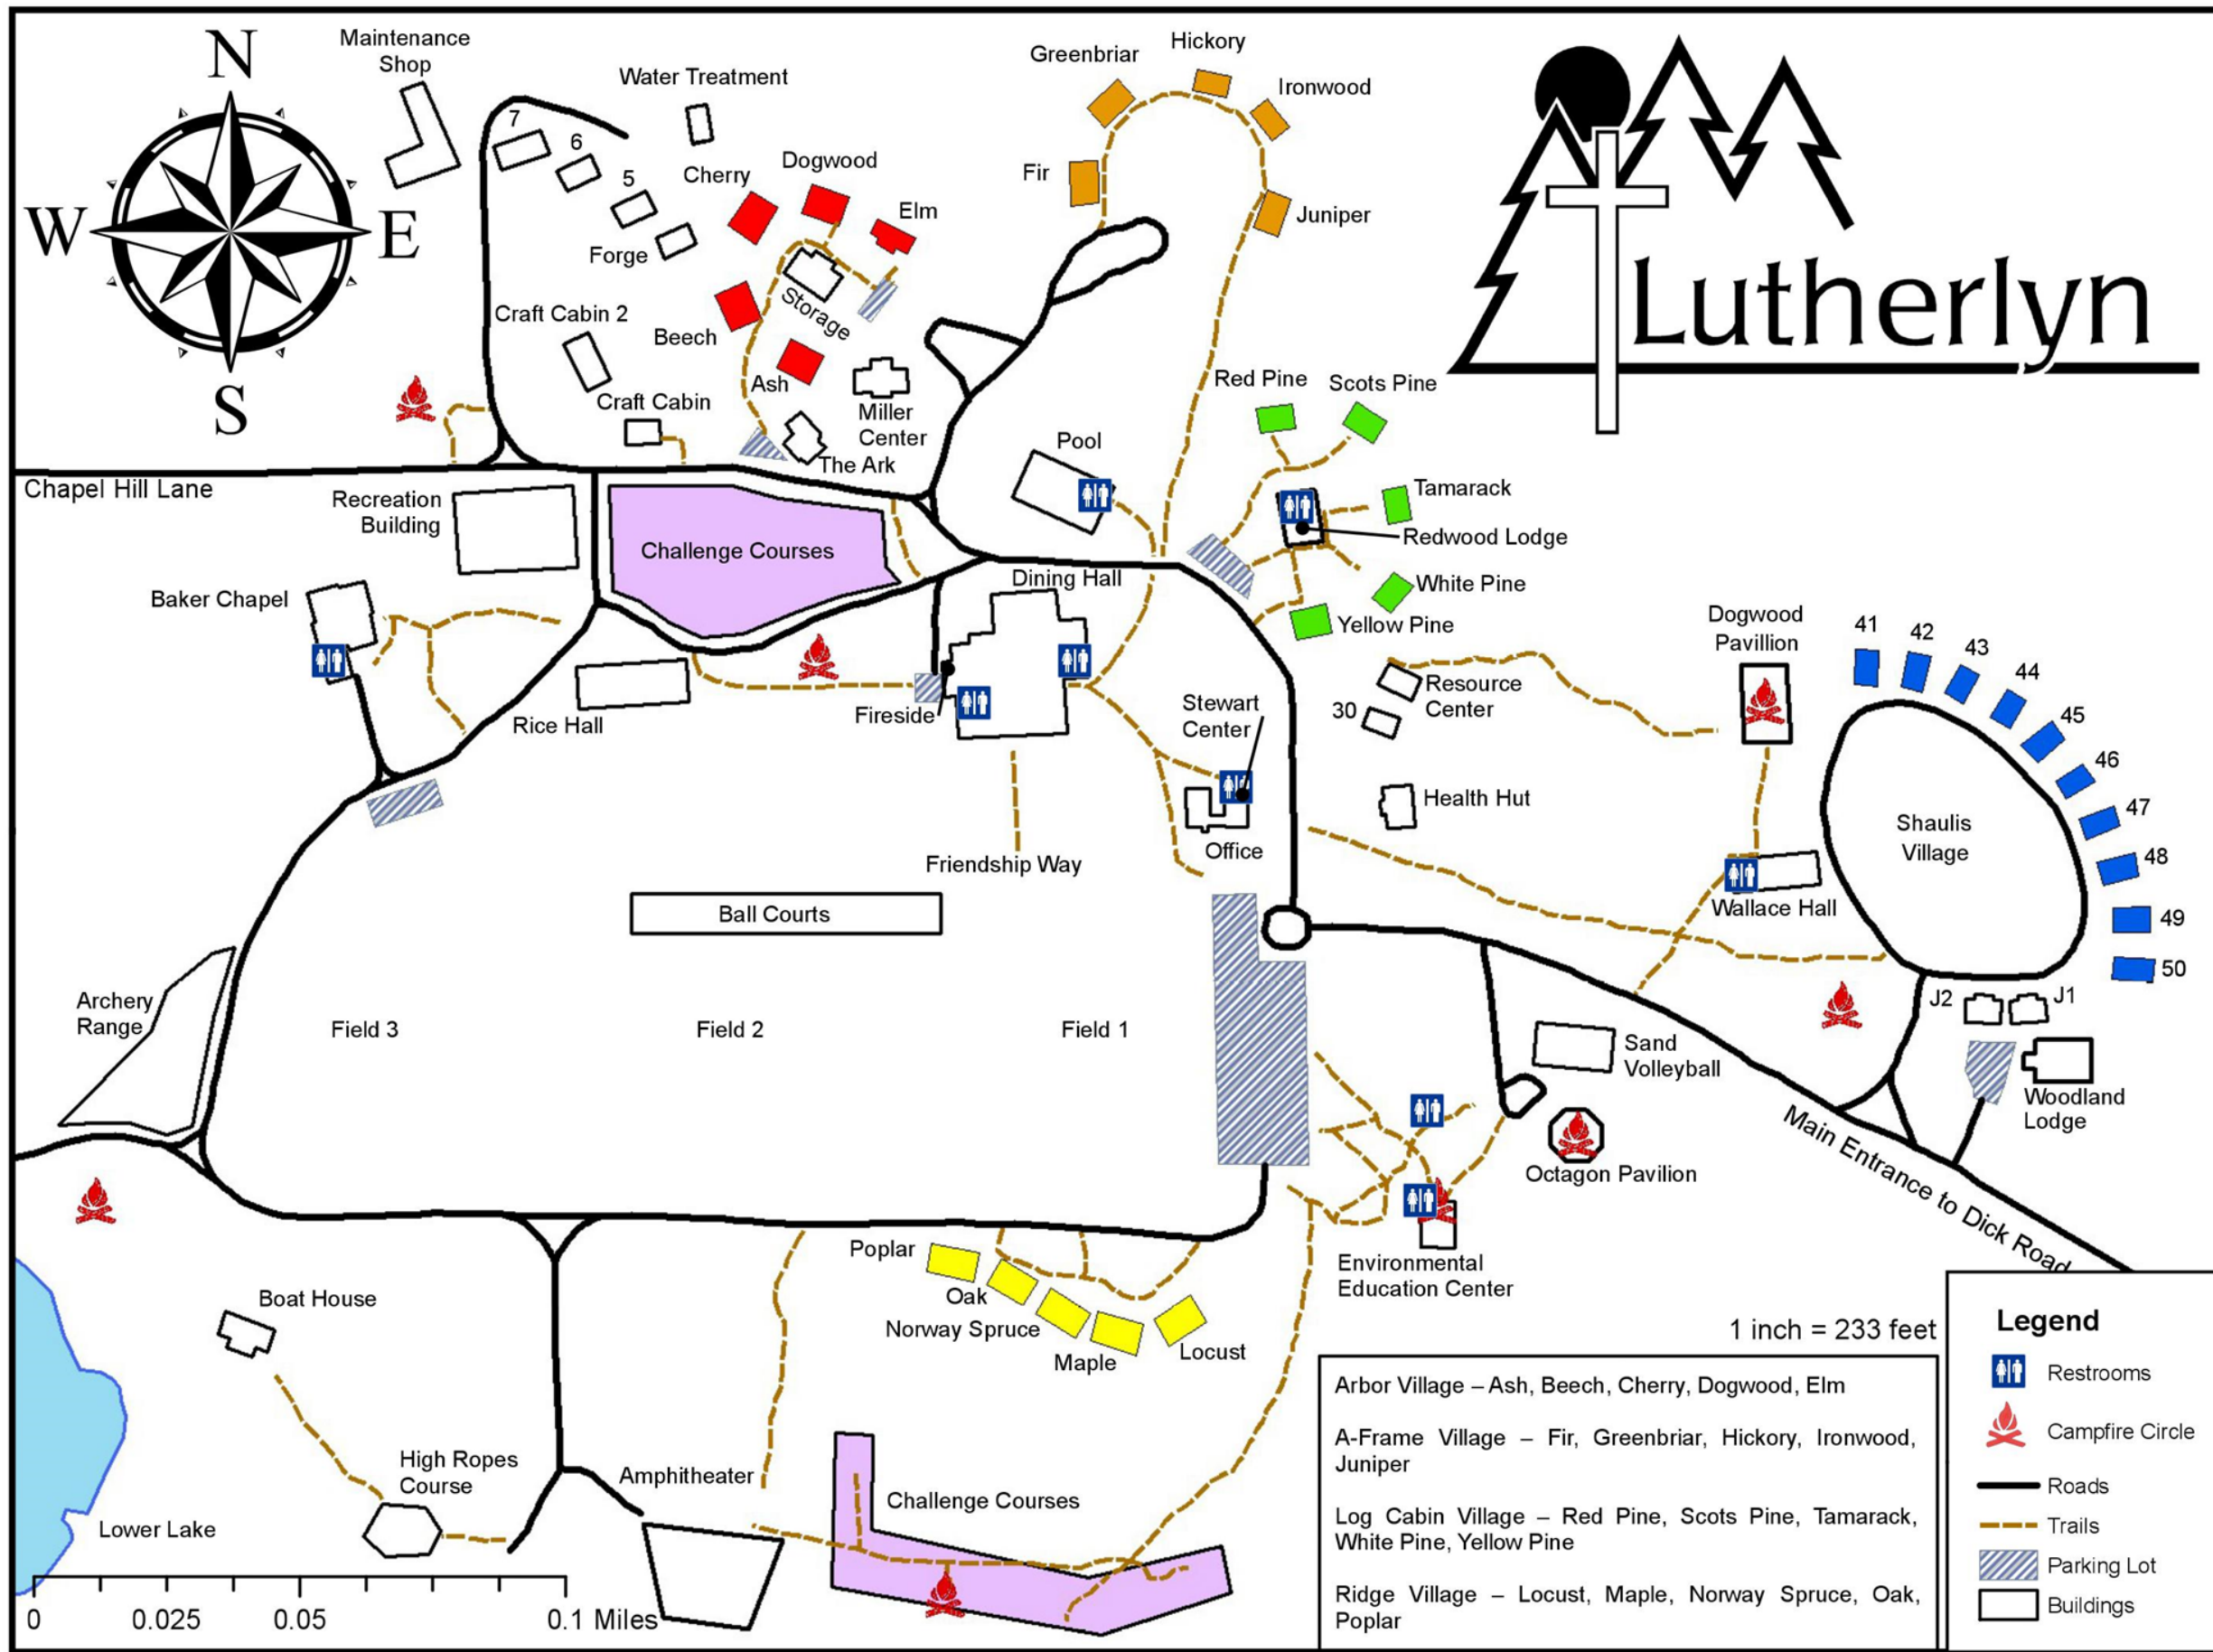 N
W
E
S
Maintenance
Shop
7
6
5
Forge
Water Treatment
Cherry
Dogwood
Elm
Beech
Storage
Ash
Craft Cabin 2
Craft Cabin
The Ark
Miller
Center
Greenbriar
Hickory
Ironwood
Fir
Juniper
Lutherlyn
Red Pine
Scots Pine
Pool
Tamarack
Redwood Lodge
White Pine
Yellow Pine
Chapel Hill Lane
Recreation
Building
Challenge Courses
Baker Chapel
Rice Hall
Dining Hall
Fireside
Stewart
Center
Office
Resource
Center
30
Health Hut
Friendship Way
Ball Courts
Dogwood
Pavillion
41
42
43
44
45
46
47
48
49
50
Shaulis
Village
Wallace Hall
J2
J1
Woodland
Lodge
Archery
Range
Field 3
Field 2
Field 1
Sand
Volleyball
Octagon Pavilion
Main Entrance to Dick Road
Environmental
Education Center
Poplar
Oak
Norway Spruce
Maple
Locust
Boat House
High Ropes
Course
Amphitheater
Challenge Courses
Lower Lake
0
0.025
0.05
0.1 Miles
1 inch = 233 feet
Arbor Village – Ash, Beech, Cherry, Dogwood, Elm
A-Frame Village – Fir, Greenbriar, Hickory, Ironwood,
Juniper
Log Cabin Village – Red Pine, Scots Pine, Tamarack,
White Pine, Yellow Pine
Ridge Village – Locust, Maple, Norway Spruce, Oak,
Poplar
Legend
Restrooms
Campfire Circle
Roads
Trails
Parking Lot
Buildings